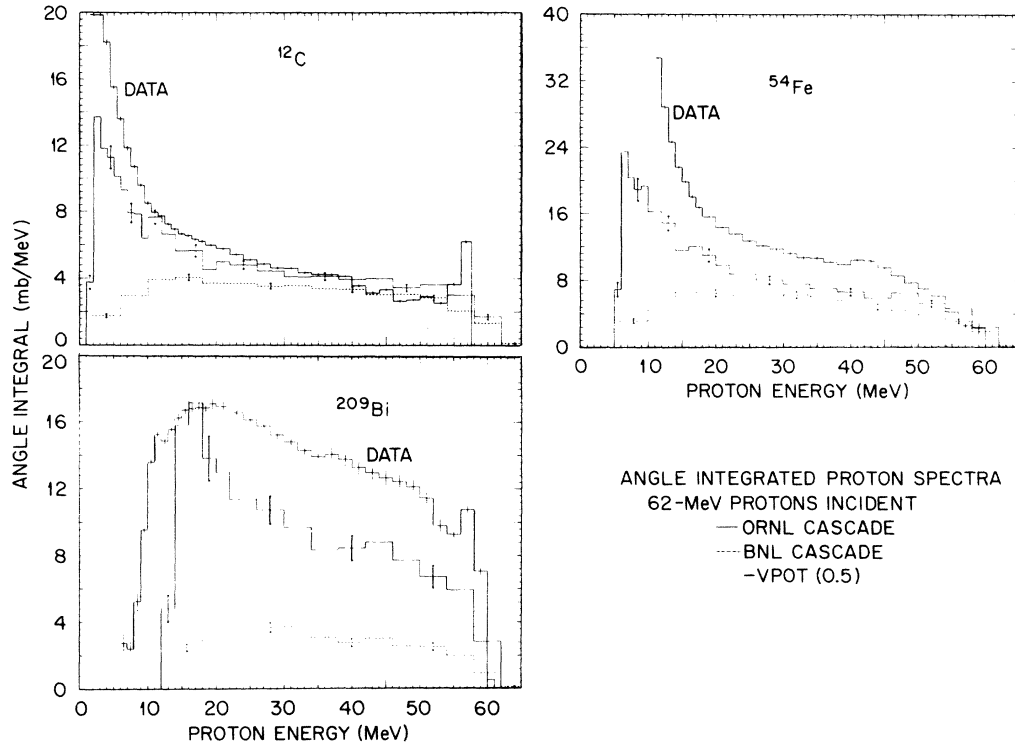 20
16
12
8
4
0
¹²C
DATA
40
32
24
16
8
0
⁵⁴Fe
DATA
0 10 20 30 40 50 60
PROTON ENERGY (MeV)
ANGLE INTEGRAL (mb/MeV)
20
16
12
8
4
0
²⁰⁹Bi
DATA
0 10 20 30 40 50 60
PROTON ENERGY (MeV)
ANGLE INTEGRATED PROTON SPECTRA
62-MeV PROTONS INCIDENT
— ORNL CASCADE
---- BNL CASCADE
-VPOT (0.5)